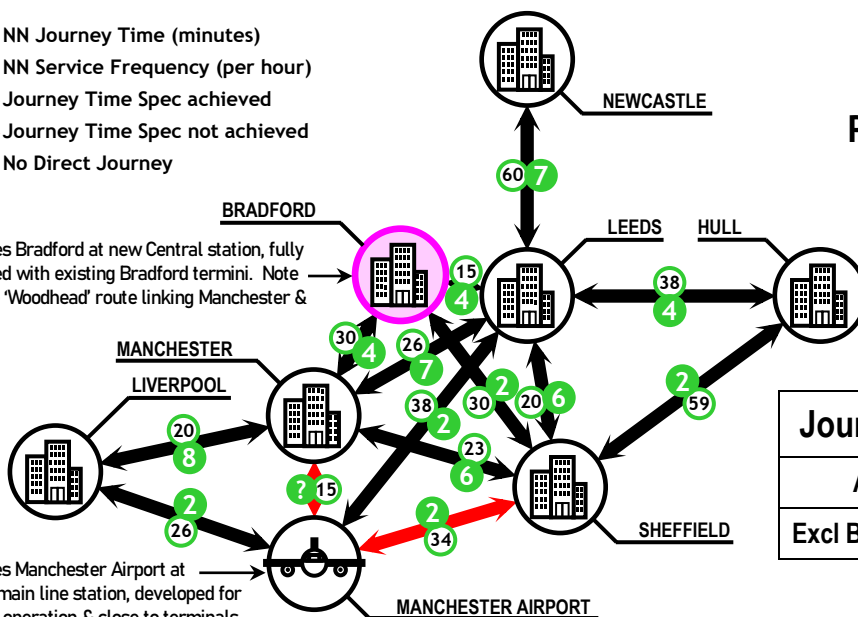 NN Journey Time (minutes)
NN Service Frequency (per hour)
Journey Time Spec achieved
Journey Time Spec not achieved
No Direct Journey
NEWCASTLE
60 7
BRADFORD
LEEDS
HULL
es Bradford at new Central station, fully
ed with existing Bradford termini. Note
'Woodhead' route linking Manchester &
15
4
38
4
30 4
26
7
MANCHESTER
LIVERPOOL
38 2
30 2
20 6
2
59
20
8
23
6
? 15
2
26
2
34
SHEFFIELD
es Manchester Airport at
main line station, developed for
operation & close to terminals
MANCHESTER AIRPORT
Jour
Excl B